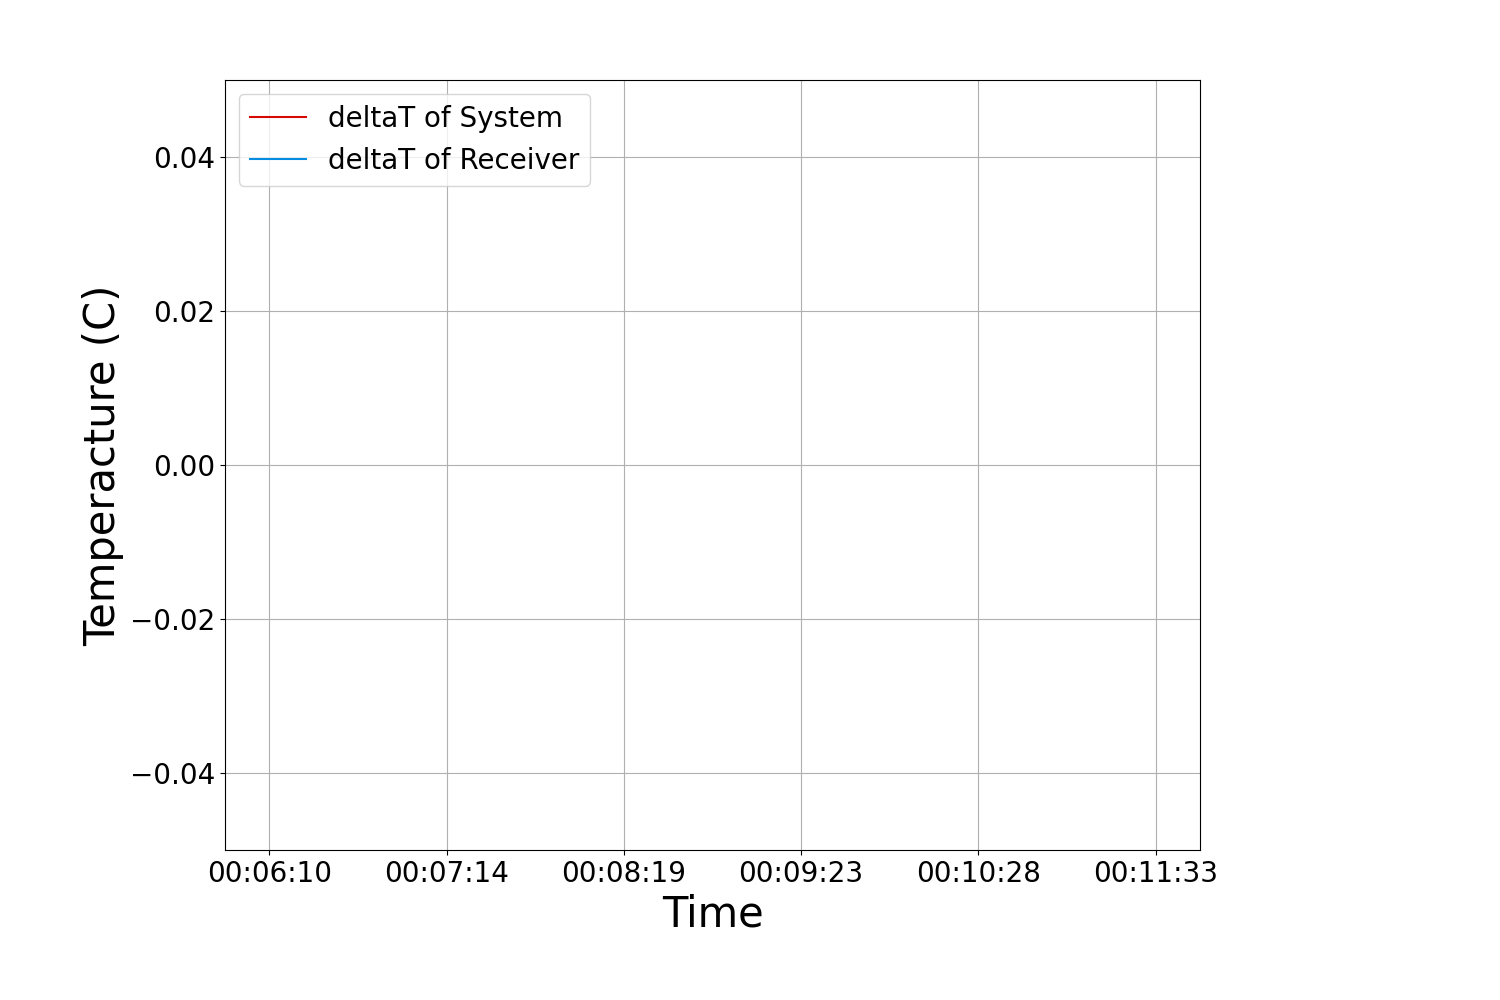 deltaT of System
deltaT of Receiver
0.04
0.02
0.00
−0.02
−0.04
Temperacture (C)
00:06:10 00:07:14 00:08:19 00:09:23 00:10:28 00:11:33
Time